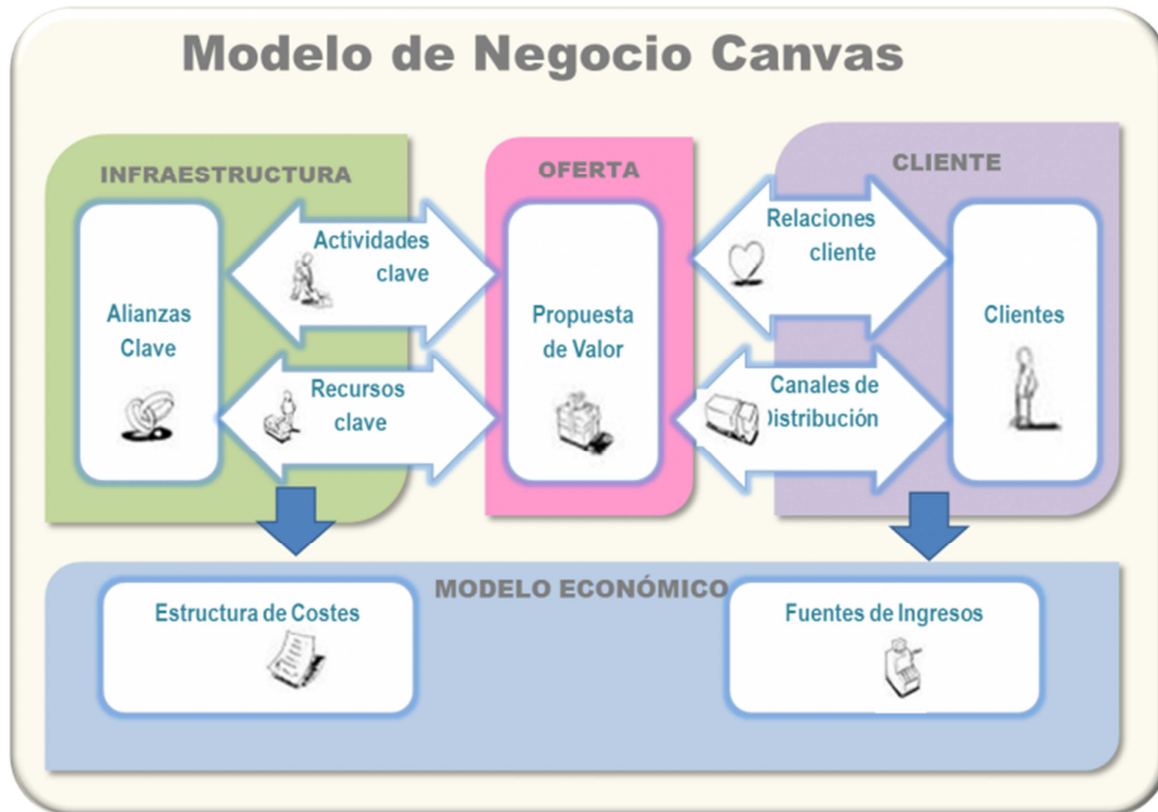 Modelo de Negocio Canvas
INFRAESTRUCTURA
Alianzas
Clave
Actividades
clave
Recursos
clave
OFERTA
Propuesta
de Valor
CLIENTE
Relaciones
cliente
Canales de
Distribución
Clientes
MODELO ECONÓMICO
Estructura de Costes
Fuentes de Ingresos